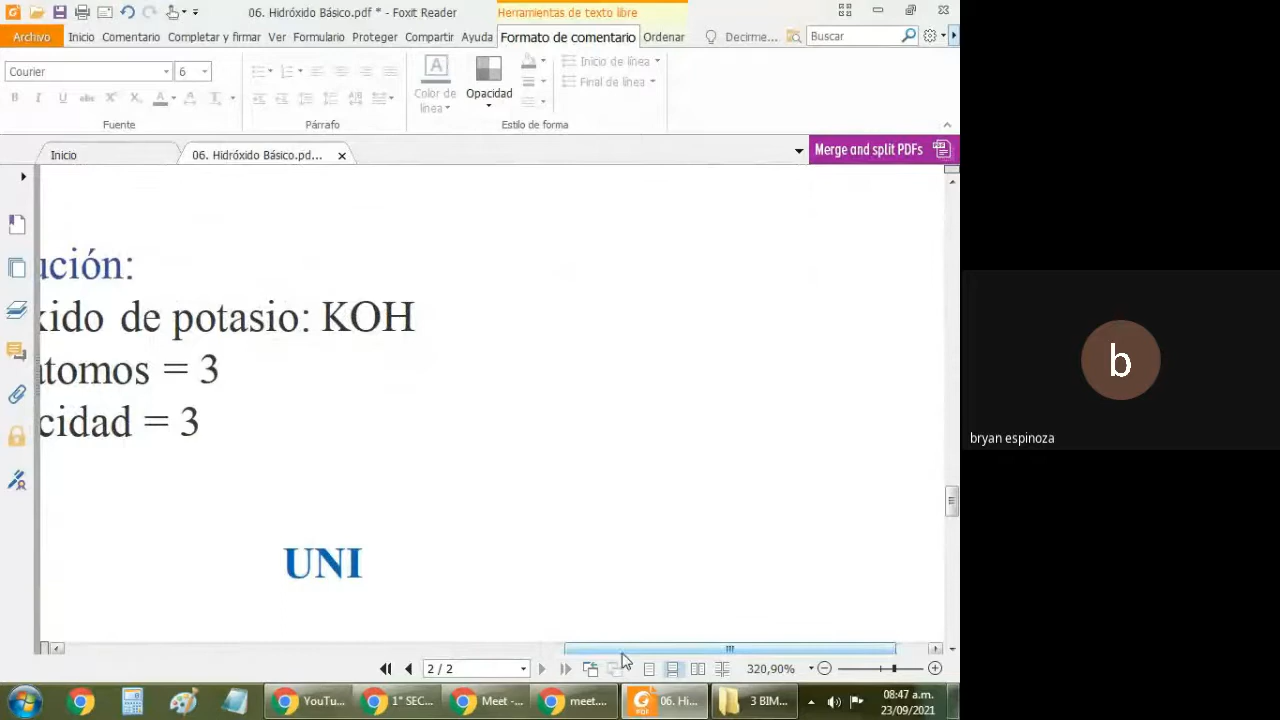 06. Hidróxido Básico.pdf * - Foxit Reader
Herramientas de texto libre
Archivo Inicio Comentario Completar y firmar Ver Formulario Proteger Compartir Ayuda Formato de comentario Ordenar Decirme... Buscar
Courier 6
Color de línea
Opacidad
Inicio de línea
Final de línea
Fuente Párrafo Estilo de forma
Inicio
06. Hidróxido Básico.pd...
Merge and split PDFs
ución:
xido de potasio: KOH
átomos = 3
cidad = 3
UNI
b
bryan espinoza
2 / 2
320,90%
YouTu...
1° SEC...
Meet -...
meet....
06. Hi...
3 BIM...
08:47 a.m.
23/09/2021